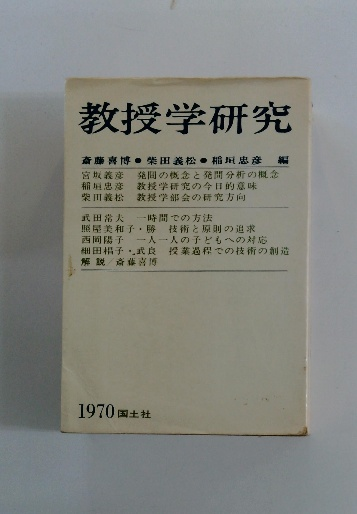 教授学研究
斎藤喜博●柴田義松●稲垣忠彦 編
宮坂義彦 発問の概念と発問分析の概念
稲垣忠彦 教授学研究の今日的意味
柴田義松 教授学部会の研究方向
武田常夫 一時間での方法
照屋美和子・勝 技術と原則の追求
西岡陽子 一人一人の子どもへの対応
細田椙子・武良 授業過程での技術の創造
解説／斎藤喜博
1970 国土社